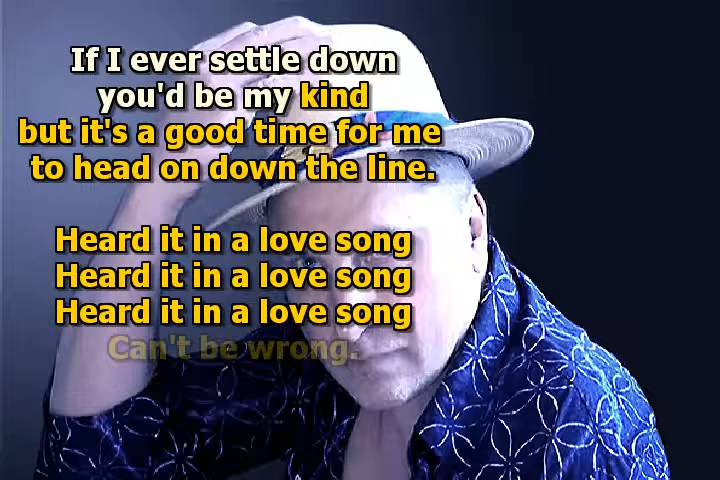 If I ever settle down
you'd be my kind
but it's a good time for me
to head on down the line.
Heard it in a love song
Heard it in a love song
Heard it in a love song
Can't be wrong.